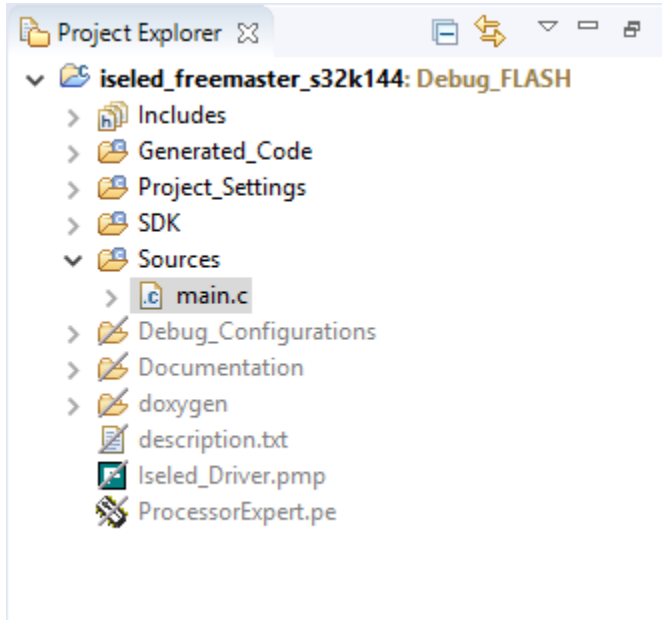 Project Explorer
iseled_freemaster_s32k144: Debug_FLASH
Includes
Generated_Code
Project_Settings
SDK
Sources
main.c
Debug_Configurations
Documentation
doxygen
description.txt
Iseled_Driver.pmp
ProcessorExpert.pe